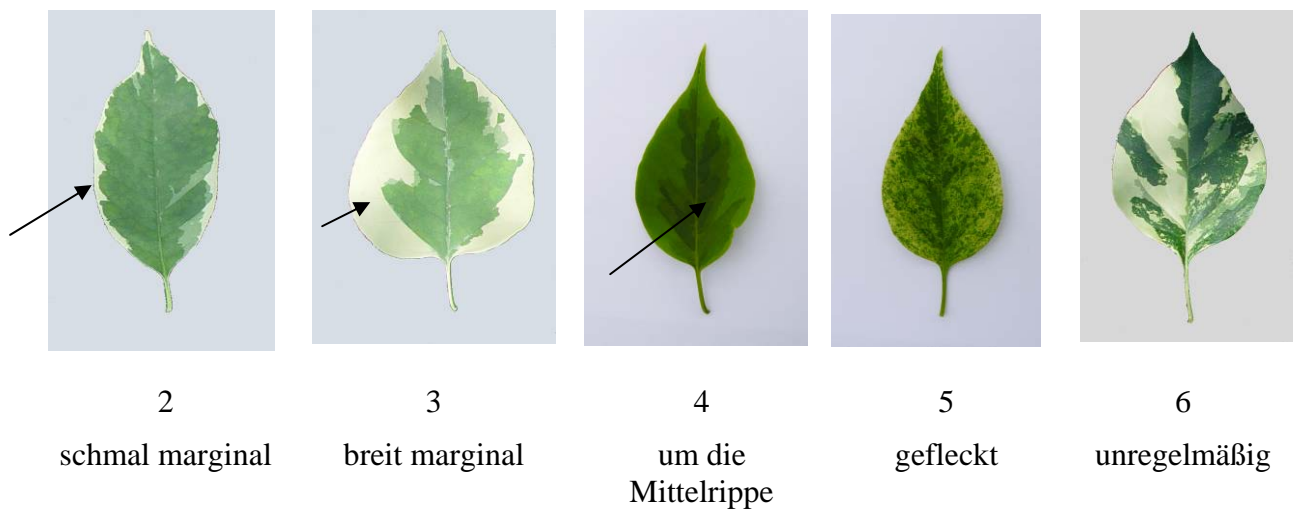 2 3 4 5 6
schmal marginal breit marginal um die gefleckt unregelmäßig
Mittelrippe